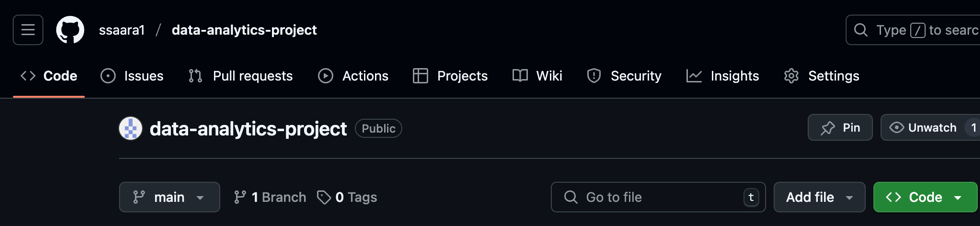 ssaara1 / data-analytics-project Type / to searc
Code Issues Pull requests Actions Projects Wiki Security Insights Settings
data-analytics-project Public Pin Unwatch 1
main 1 Branch 0 Tags Go to file t Add file Code